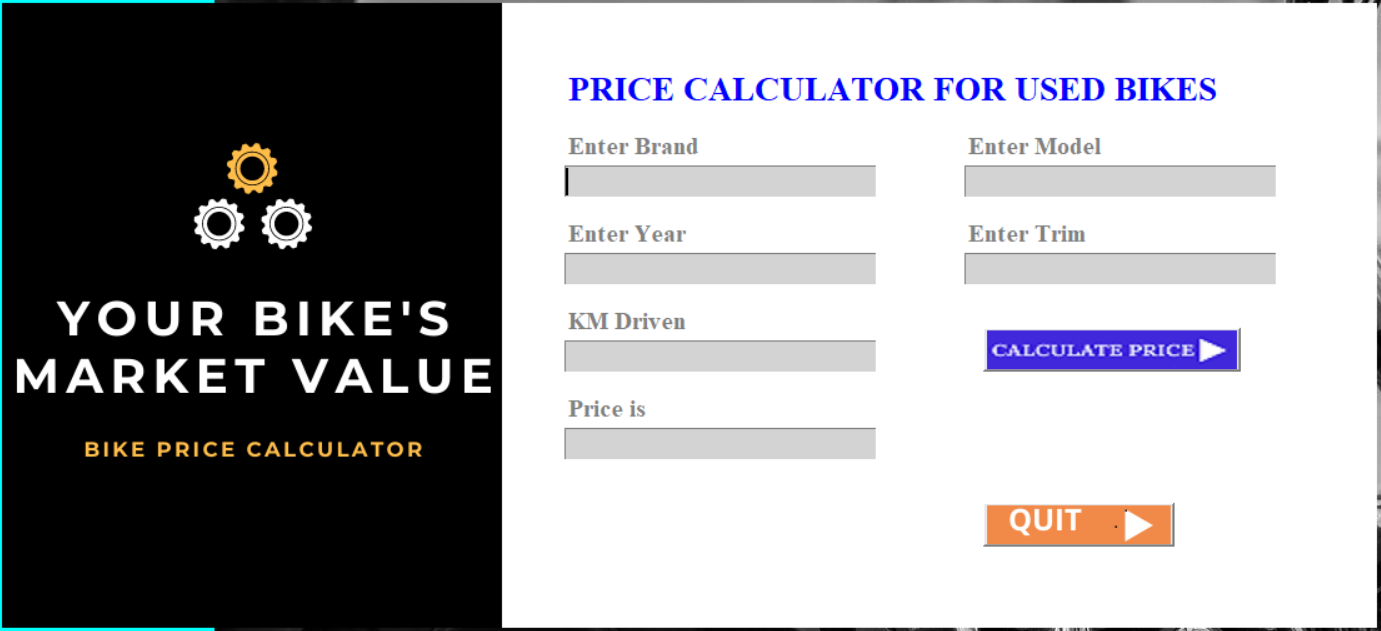 YOUR BIKE'S
MARKET VALUE
BIKE PRICE CALCULATOR
PRICE CALCULATOR FOR USED BIKES
Enter Brand
Enter Model
Enter Year
Enter Trim
KM Driven
CALCULATE PRICE
Price is
QUIT